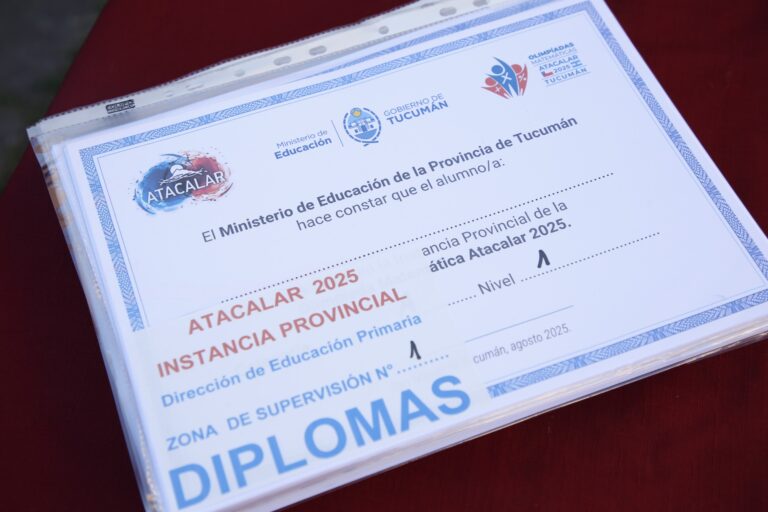 Ministerio de
Educación
GOBIERNO DE
TUCUMÁN
OLIMPÍADAS
MATEMÁTICAS
ATACALAR
2025
TUCUMÁN
ATACALAR
El Ministerio de Educación de la Provincia de Tucumán
hace constar que el alumno/a:
ancia Provincial de la
ática Atacalar 2025.
Nivel 1
cumán, agosto 2025.
ATACALAR 2025
INSTANCIA PROVINCIAL
Dirección de Educación Primaria
ZONA DE SUPERVISIÓN N° 1
DIPLOMAS